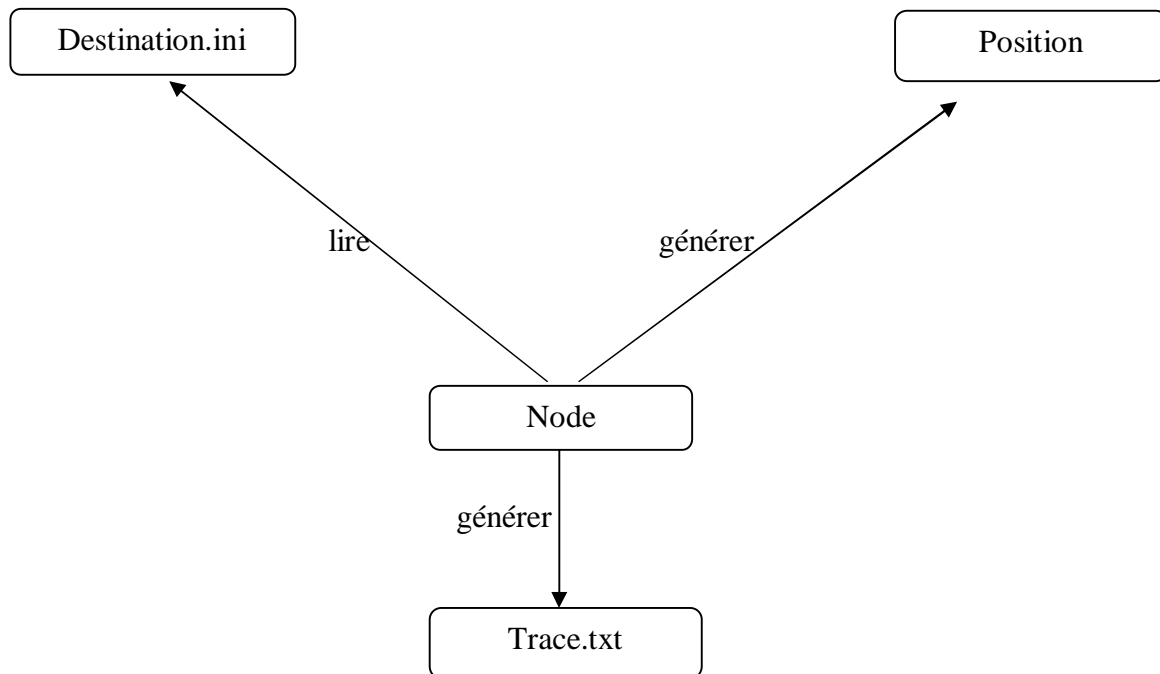 Destination.ini
Position
lire
générer
Node
générer
Trace.txt